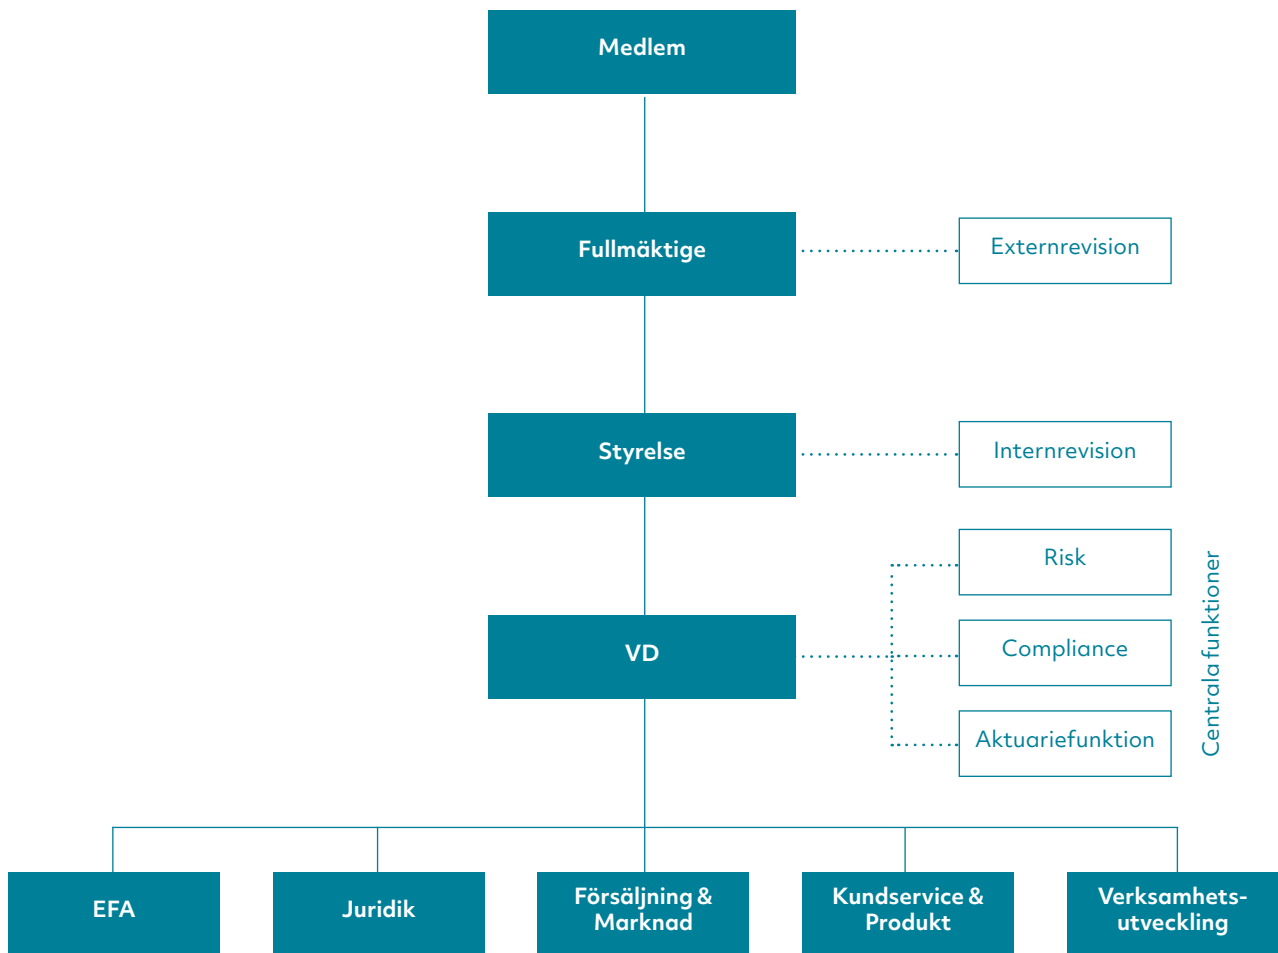 Medlem
Fullmäktige
Externrevision
Styrelse
Internrevision
Risk
VD
Compliance
Aktuariefunktion
Centrala funktioner
EFA
Juridik
Försäljning &
Marknad
Kundservice &
Produkt
Verksamhets-
utveckling